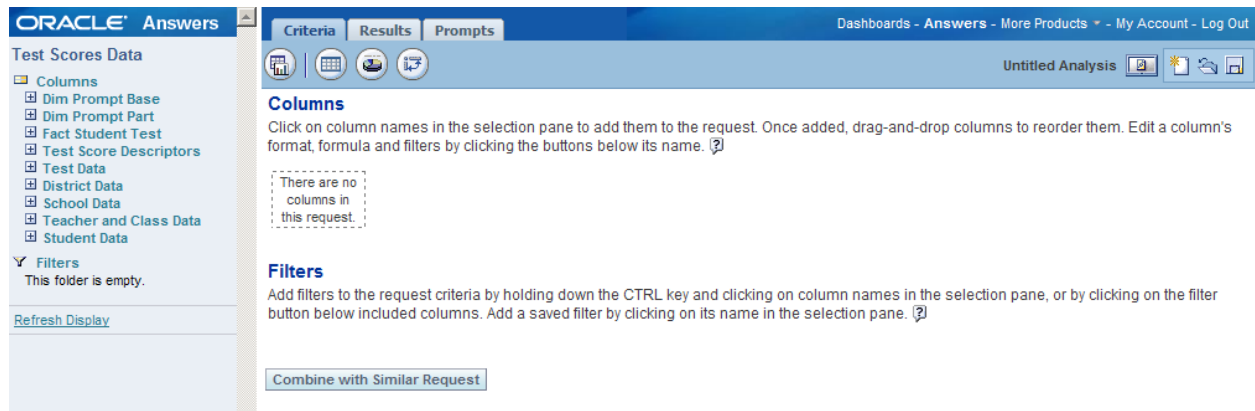 ORACLE Answers
Test Scores Data
Columns
Dim Prompt Base
Dim Prompt Part
Fact Student Test
Test Score Descriptors
Test Data
District Data
School Data
Teacher and Class Data
Student Data
Filters
This folder is empty.
Refresh Display
Criteria Results Prompts
Dashboards - Answers - More Products - My Account - Log Out
Untitled Analysis
Columns
Click on column names in the selection pane to add them to the request. Once added, drag-and-drop columns to reorder them. Edit a column's
format, formula and filters by clicking the buttons below its name.
There are no
columns in
this request.
Filters
Add filters to the request criteria by holding down the CTRL key and clicking on column names in the selection pane, or by clicking on the filter
button below included columns. Add a saved filter by clicking on its name in the selection pane.
Combine with Similar Request